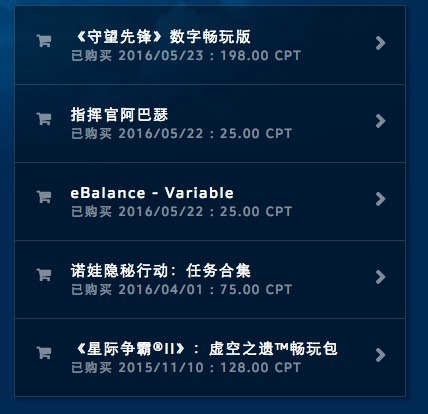 《守望先锋》数字畅玩版
已购买 2016/05/23 : 198.00 CPT
指挥官阿巴瑟
已购买 2016/05/22 : 25.00 CPT
eBalance - Variable
已购买 2016/05/22 : 25.00 CPT
诺娃隐秘行动：任务合集
已购买 2016/04/01 : 75.00 CPT
《星际争霸®II》：虚空之遗™畅玩包
已购买 2015/11/10 : 128.00 CPT